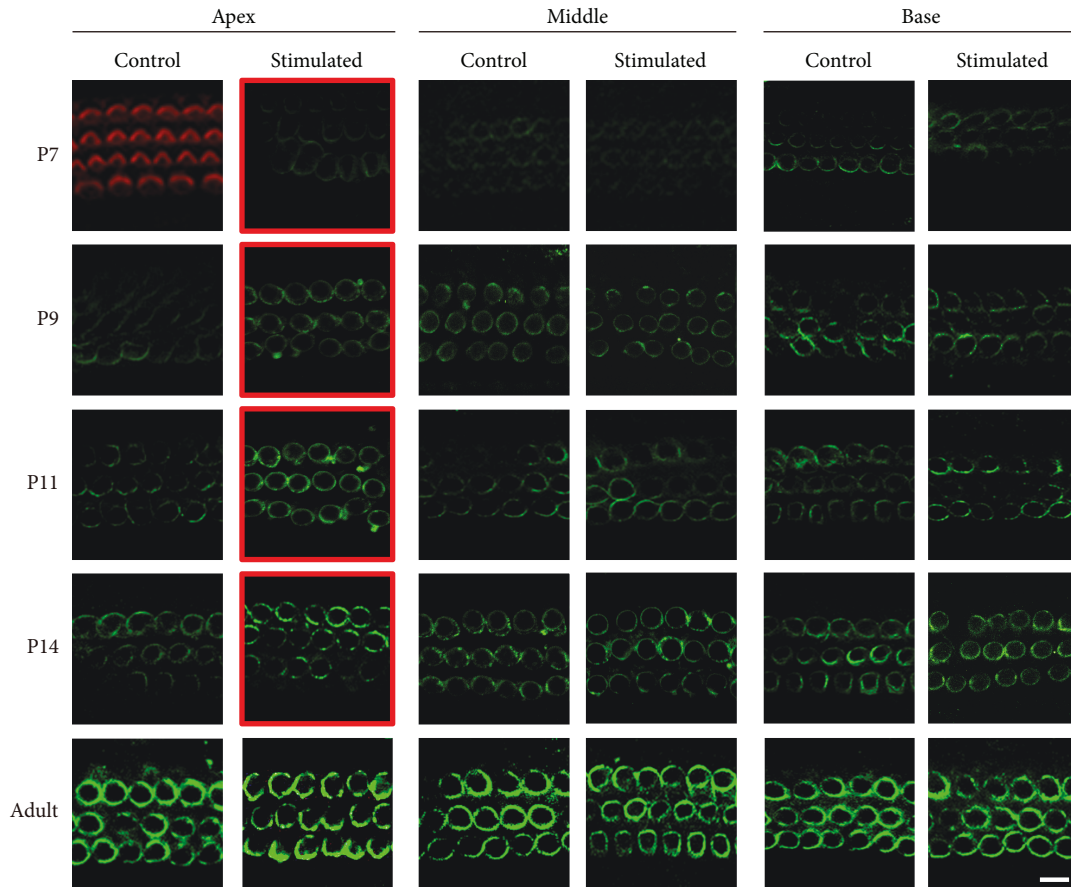 Apex Middle Base
Control Stimulated Control Stimulated Control Stimulated
P7
P9
P11
P14
Adult